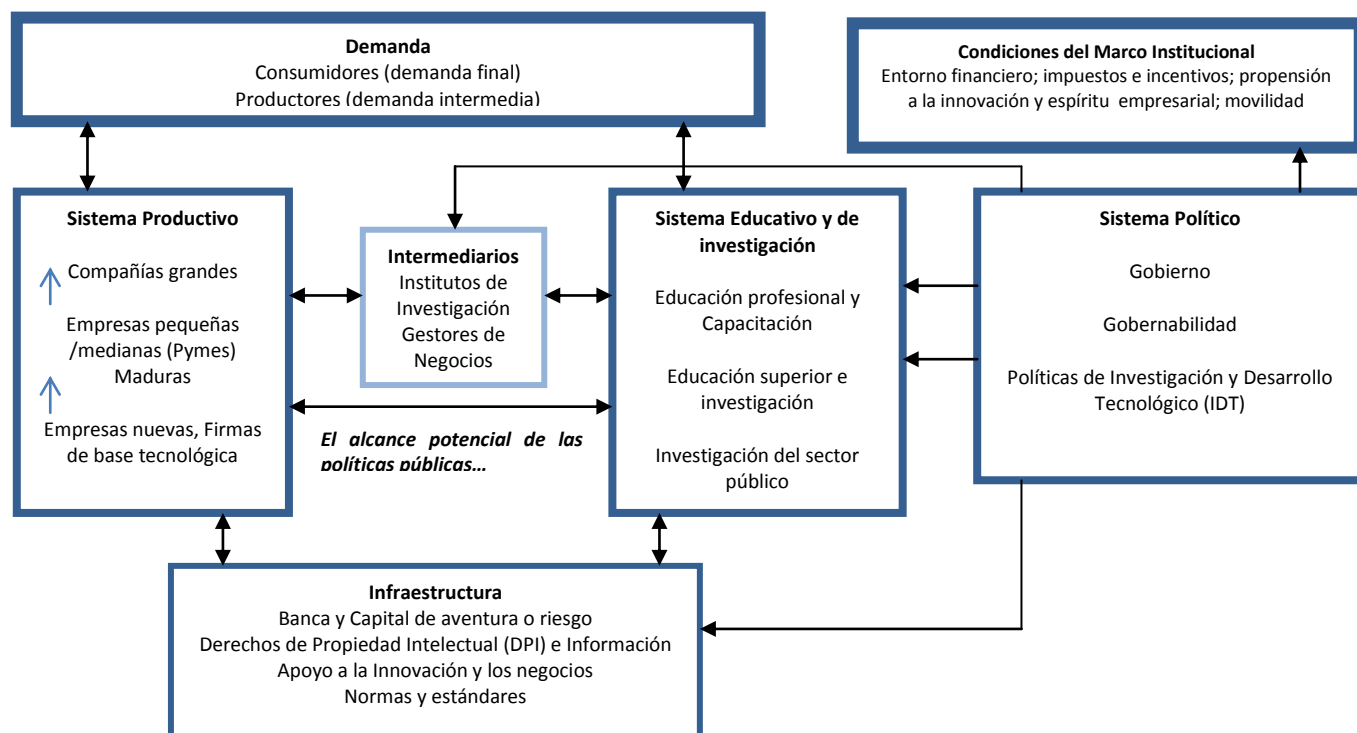 Demanda
Consumidores (demanda final)
Productores (demanda intermedia)
Condiciones del Marco Institucional
Entorno financiero; impuestos e incentivos; propensión
a la innovación y espíritu empresarial; movilidad
Sistema Productivo
Compañías grandes
Empresas pequeñas
/medianas (Pymes)
Maduras
Empresas nuevas, Firmas
de base tecnológica
Intermediarios
Institutos de
Investigación
Gestores de
Negocios
El alcance potencial de las
políticas públicas...
Sistema Educativo y de
investigación
Educación profesional y
Capacitación
Educación superior e
investigación
Investigación del sector
público
Sistema Político
Gobierno
Gobernabilidad
Políticas de Investigación y Desarrollo
Tecnológico (IDT)
Infraestructura
Banca y Capital de aventura o riesgo
Derechos de Propiedad Intelectual (DPI) e Información
Apoyo a la Innovación y los negocios
Normas y estándares